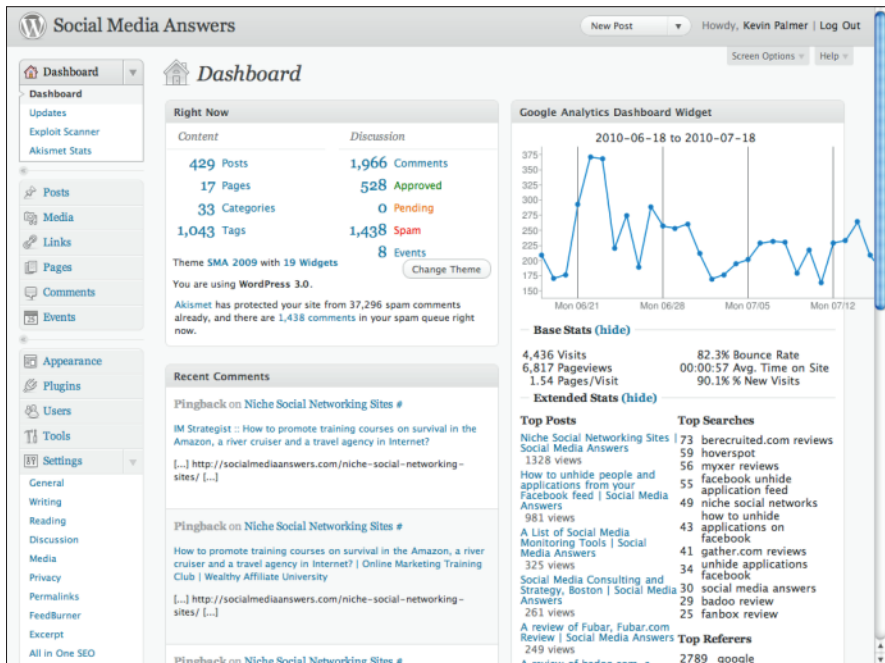 Social Media Answers
New Post
Howdy, Kevin Palmer | Log Out
Screen Options
Help
Dashboard
Dashboard
Updates
Exploit Scanner
Akismet Stats
Posts
Media
Links
Pages
Comments
Events
Appearance
Plugins
Users
Tools
Settings
General
Writing
Reading
Discussion
Media
Privacy
Permalinks
FeedBurner
Excerpt
All in One SEO
Dashboard
Right Now
Content
429 Posts
17 Pages
33 Categories
1,043 Tags
Discussion
1,966 Comments
528 Approved
0 Pending
1,438 Spam
8 Events
Theme SMA 2009 with 19 Widgets
Change Theme
You are using WordPress 3.0.
Akismet has protected your site from 37,296 spam comments
already, and there are 1,438 comments in your spam queue right
now.
Recent Comments
Pingback on Niche Social Networking Sites #
IM Strategist :: How to promote training courses on survival in the
Amazon, a river cruiser and a travel agency in Internet?
[...] http://socialmediaanswers.com/niche-social-networking-
sites/ [...]
Pingback on Niche Social Networking Sites #
How to promote training courses on survival in the Amazon, a river
cruiser and a travel agency in Internet? | Online Marketing Training
Club | Wealthy Affiliate University
[...] http://socialmediaanswers.com/niche-social-networking-
sites/ [...]
Pingback on Niche Social Networking Sites #
Google Analytics Dashboard Widget
2010-06-18 to 2010-07-18
375
350
325
300
275
250
225
200
175
150
Mon 06/21
Mon 06/28
Mon 07/05
Mon 07/12
Base Stats (hide)
4,436 Visits
6,817 Pageviews
1.54 Pages/Visit
82.3% Bounce Rate
00:00:57 Avg. Time on Site
90.1% % New Visits
Extended Stats (hide)
Top Posts
Niche Social Networking Sites |
Social Media Answers
1328 views
How to unhide people and
applications from your
Facebook feed | Social Media
Answers
981 views
A List of Social Media
Monitoring Tools | Social
Media Answers
325 views
Social Media Consulting and
Strategy, Boston | Social Media
Answers
261 views
A review of Fubar, Fubar.com
Review | Social Media Answers
249 views
Top Searches
73 berecruited.com reviews
59 hoverspot
56 myxer reviews
55 facebook unhide
application feed
49 niche social networks
43 how to unhide
applications on
facebook
41 gather.com reviews
34 unhide applications
facebook
30 social media answers
29 badoo review
25 fanbox review
Top Referers
2789 google